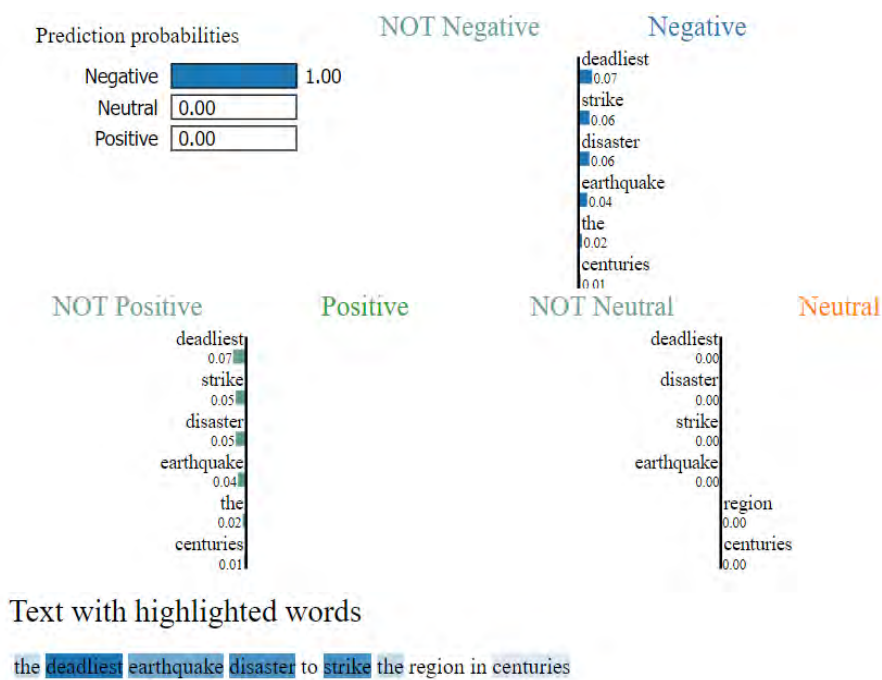 NOT Negative Negative
Prediction probabilities
Negative 1.00
Neutral 0.00
Positive 0.00
deadliest
0.07
strike
0.06
disaster
0.06
earthquake
0.04
the
0.02
centuries
0.01
NOT Positive Positive
deadliest
0.07
strike
0.05
disaster
0.05
earthquake
0.04
the
0.02
centuries
0.01
NOT Neutral Neutral
deadliest
0.00
disaster
0.00
strike
0.00
earthquake
0.00
region
0.00
centuries
0.00
Text with highlighted words
the deadliest earthquake disaster to strike the region in centuries